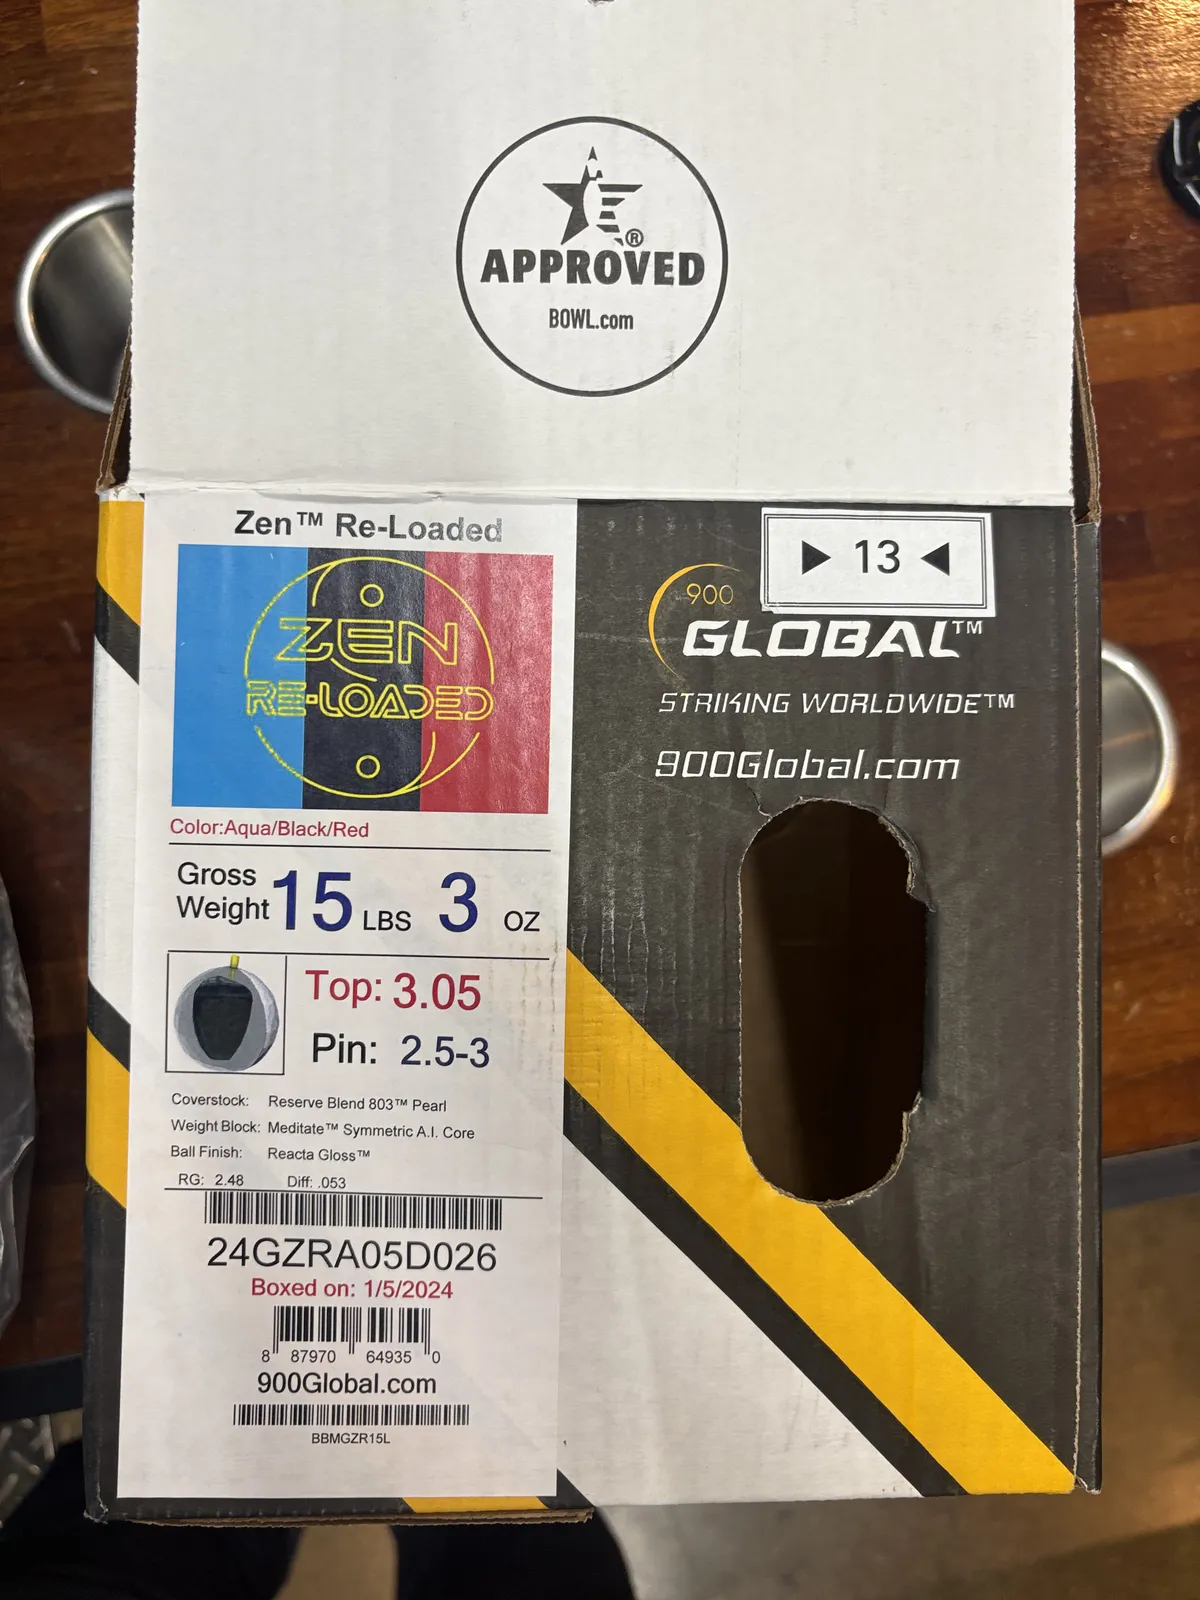 ® APPROVED
BOWL.com
Zen™ Re-Loaded
ZEN
RE-LOADED
Color:Aqua/Black/Red
Gross Weight 15 LBS 3 OZ
Top: 3.05
Pin: 2.5-3
Coverstock: Reserve Blend 803™ Pearl
Weight Block: Meditate™ Symmetric A.I. Core
Ball Finish: Reacta Gloss™
RG: 2.48 Diff: .053
24GZRA05D026
Boxed on: 1/5/2024
8 87970 64935 0
900Global.com
BBMGZR15L
13
900
GLOBAL™
STRIKING WORLDWIDE™
900Global.com